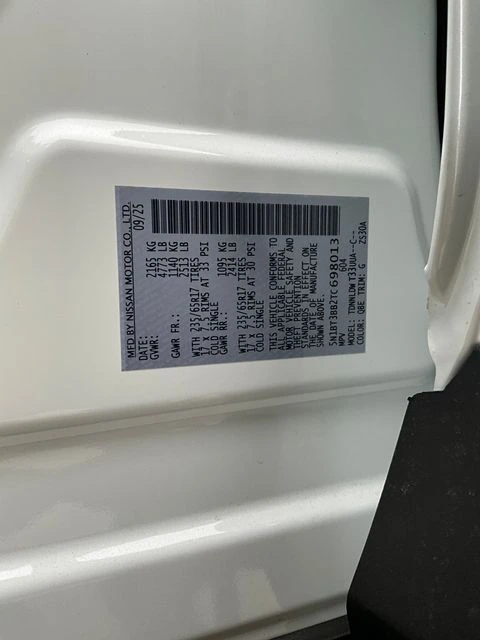 MFD BY NISSAN MOTOR CO., LTD.
DATE: 09/25
GVWR: 2165 KG
4773 LB
GAWR FR.: 1140 KG
2513 LB
WITH 235/65R17 TIRES
17 X 7.5 RIMS AT 33 PSI
COLD SINGLE
GAWR RR.: 1095 KG
2414 LB
WITH 235/65R17 TIRES
17 X 7.5 RIMS AT 30 PSI
COLD SINGLE
THIS VEHICLE CONFORMS TO
ALL APPLICABLE FEDERAL
MOTOR VEHICLE SAFETY AND
THEFT PREVENTION
STANDARDS IN EFFECT ON
THE DATE OF MANUFACTURE
SHOWN ABOVE.
5N1BT3BB2TC698013
MPV 604
MODEL: TDNNLDWT33UUA--C--
COLOR: QBE TRIM: G ZS30A